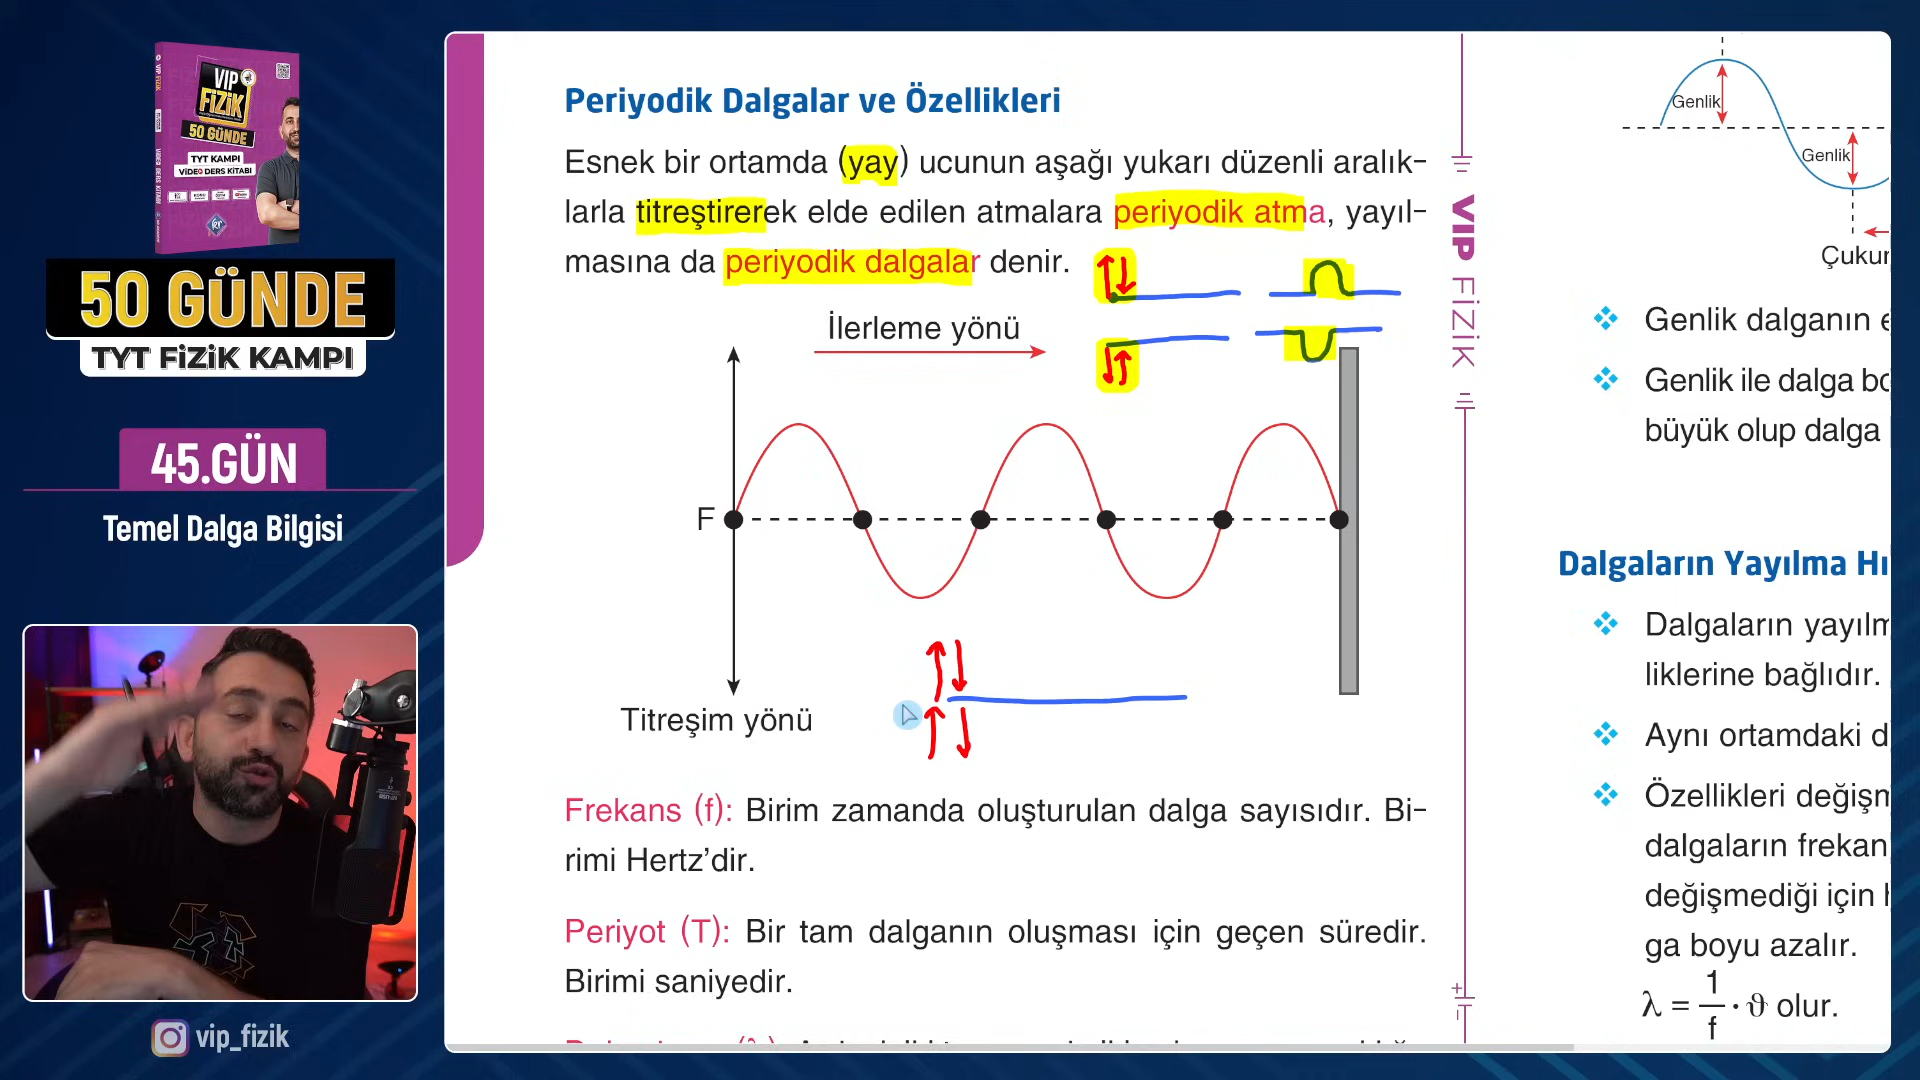 VIP
FİZİK
50 GÜNDE
TYT KAMPI
VİDEO DERS KİTABI
50 GÜNDE
TYT FİZİK KAMPI
45.GÜN
Temel Dalga Bilgisi
vip_fizik
Periyodik Dalgalar ve Özellikleri
Esnek bir ortamda (yay) ucunun aşağı yukarı düzenli aralık-
larla titreştirerek elde edilen atmalara periyodik atma, yayıl-
masına da periyodik dalgalar denir.
İlerleme yönü
F
Titreşim yönü
Frekans (f): Birim zamanda oluşturulan dalga sayısıdır. Bi-
rimi Hertz’dir.
Periyot (T): Bir tam dalganın oluşması için geçen süredir.
Birimi saniyedir.
VIP FİZİK
Genlik
Genlik
Çukur
Genlik dalganın e
Genlik ile dalga bo
büyük olup dalga
Dalgaların Yayılma Hı
Dalgaların yayılm
liklerine bağlıdır.
Aynı ortamdaki d
Özellikleri değişm
dalgaların frekan
değişmediği için h
ga boyu azalır.
λ = 1/f · ϑ olur.